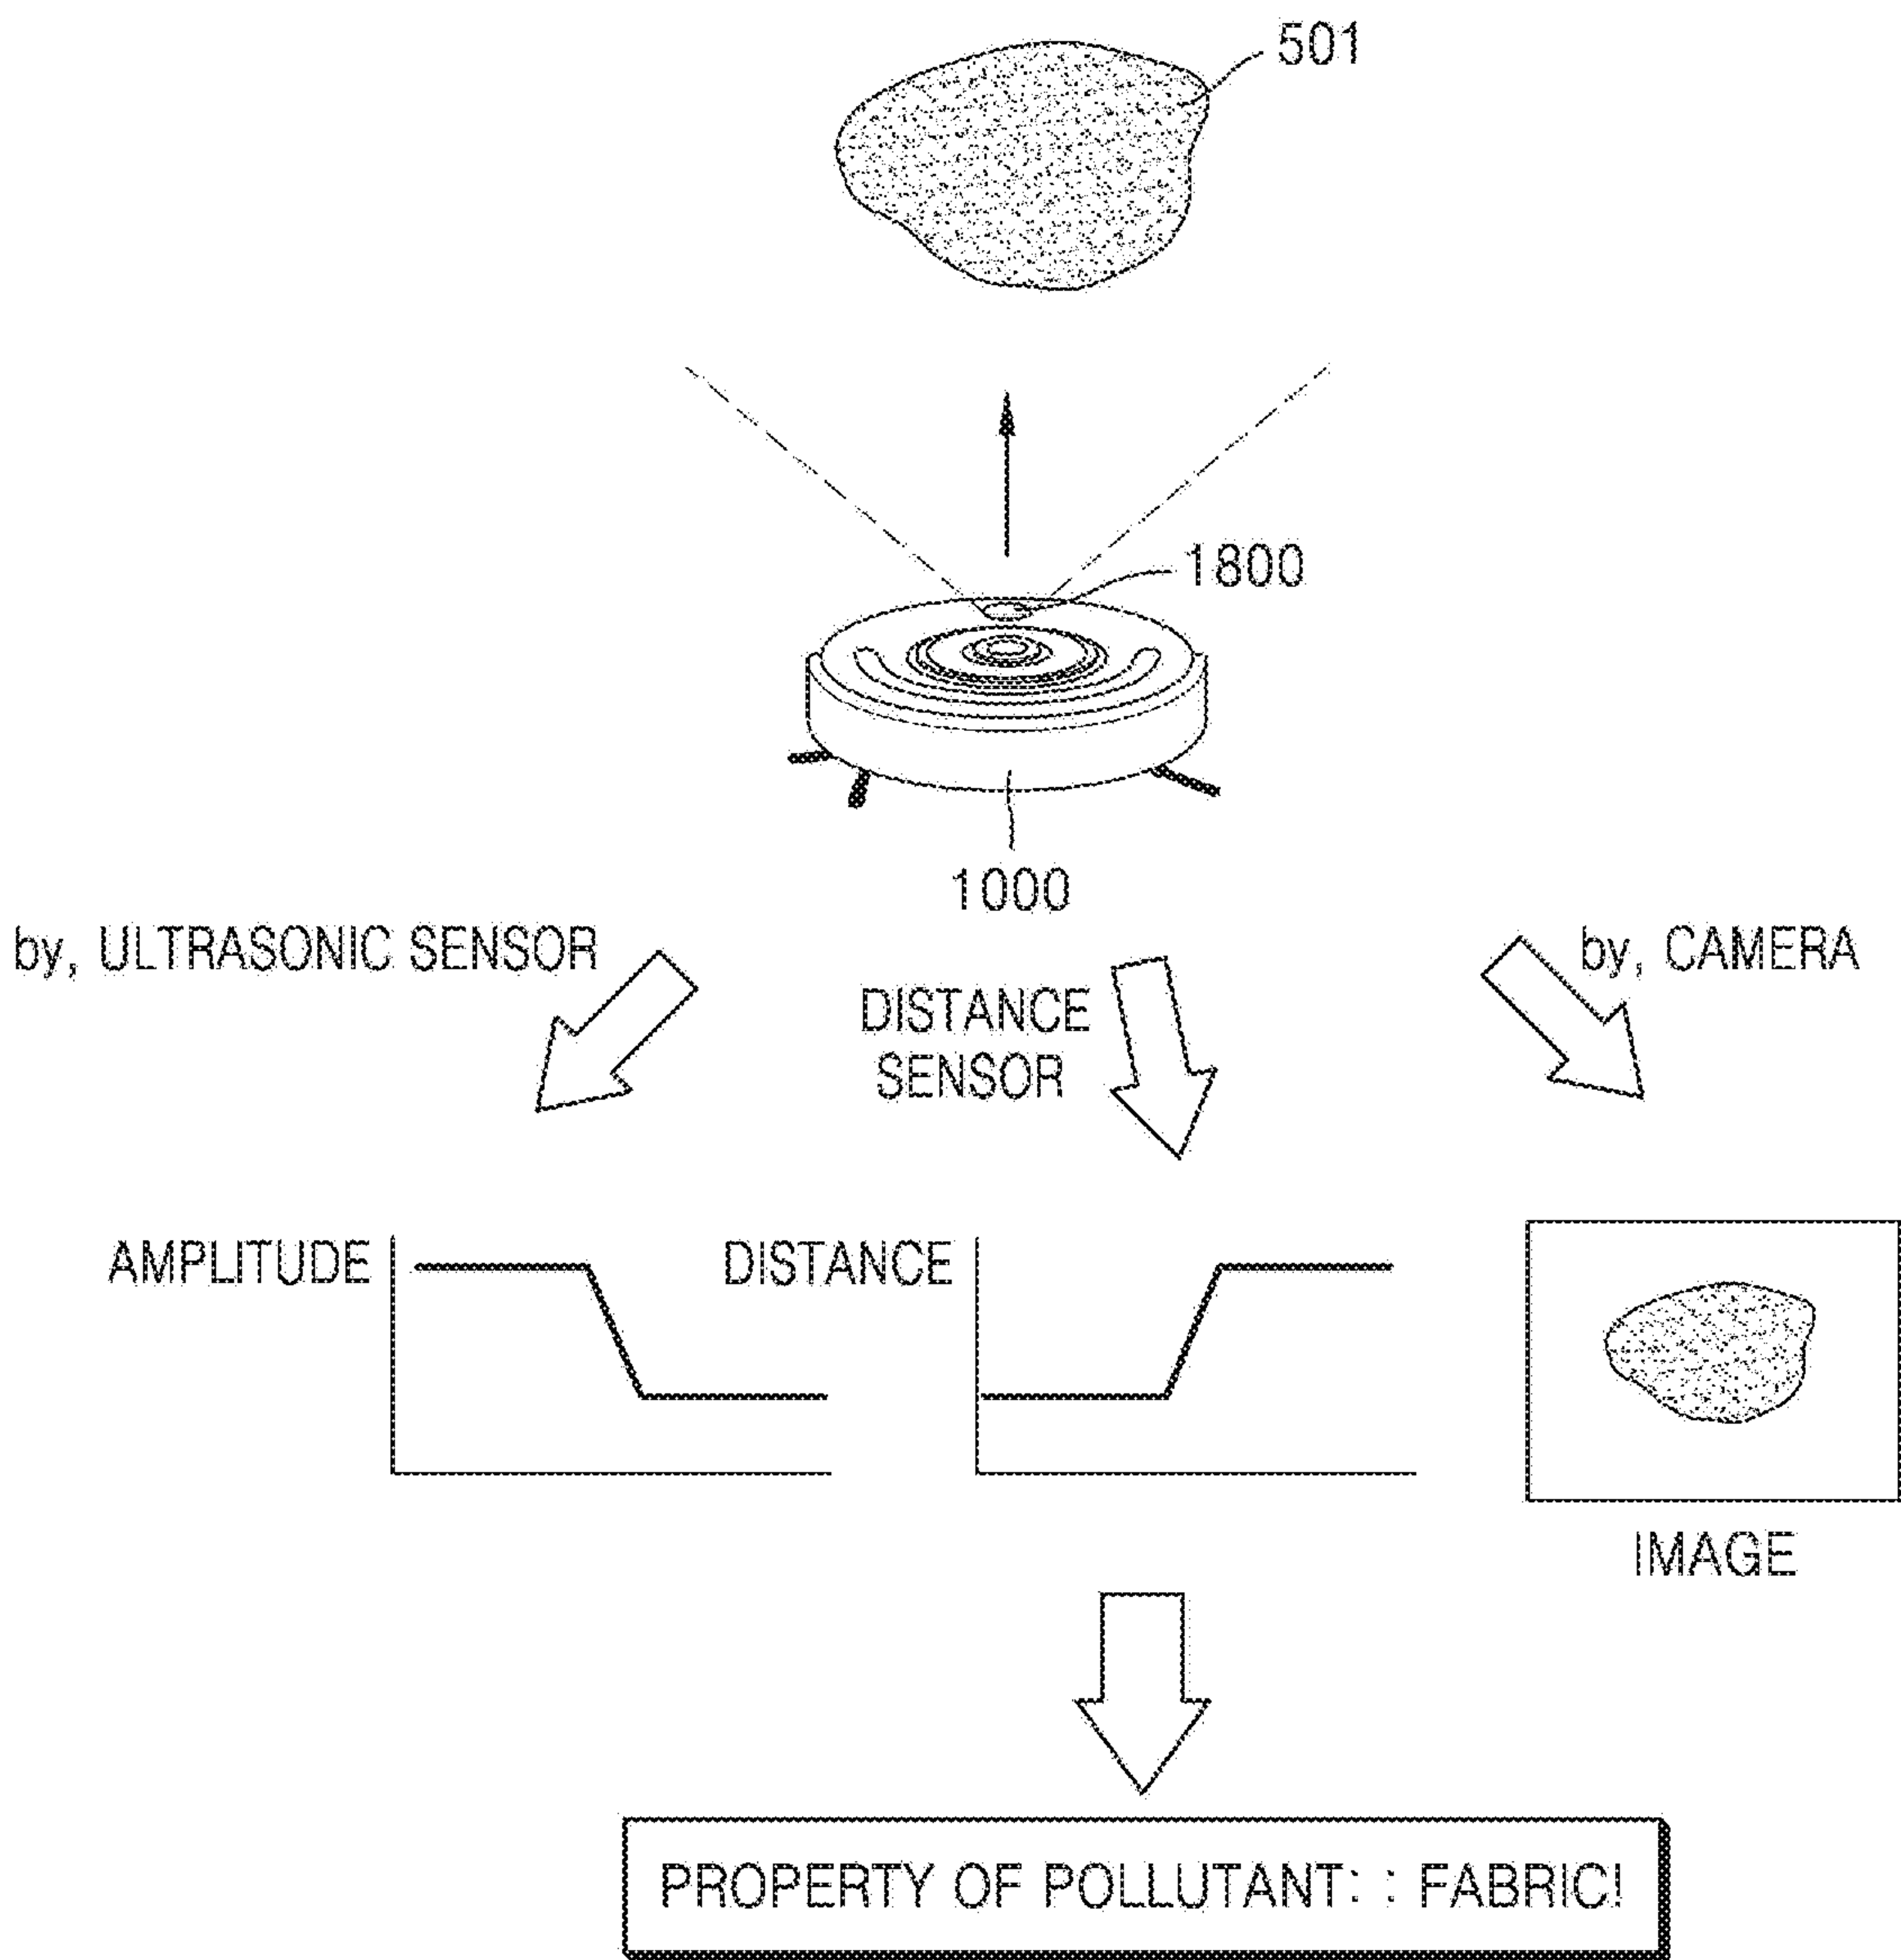 501
1800
1000
by, ULTRASONIC SENSOR
DISTANCE
SENSOR
by, CAMERA
AMPLITUDE
DISTANCE
IMAGE
PROPERTY OF POLLUTANT: : FABRIC!